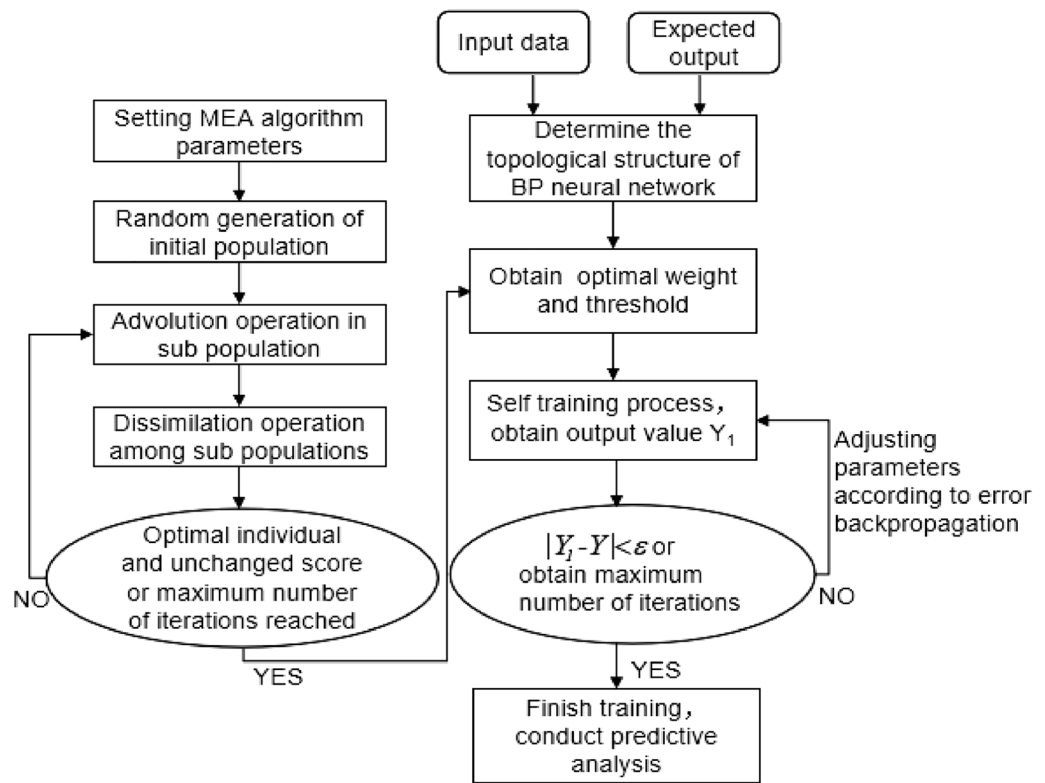 Setting MEA algorithm
parameters
Random generation of
initial population
Advolution operation in
sub population
Dissimilation operation
among sub populations
Optimal individual
and unchanged score
or maximum number
of iterations reached
NO
YES
Input data
Expected
output
Determine the
topological structure of
BP neural network
Obtain optimal weight
and threshold
Self training process,
obtain output value Y₁
Adjusting
parameters
according to error
backpropagation
|Y₁-Y|<ε or
obtain maximum
number of iterations
NO
YES
Finish training,
conduct predictive
analysis